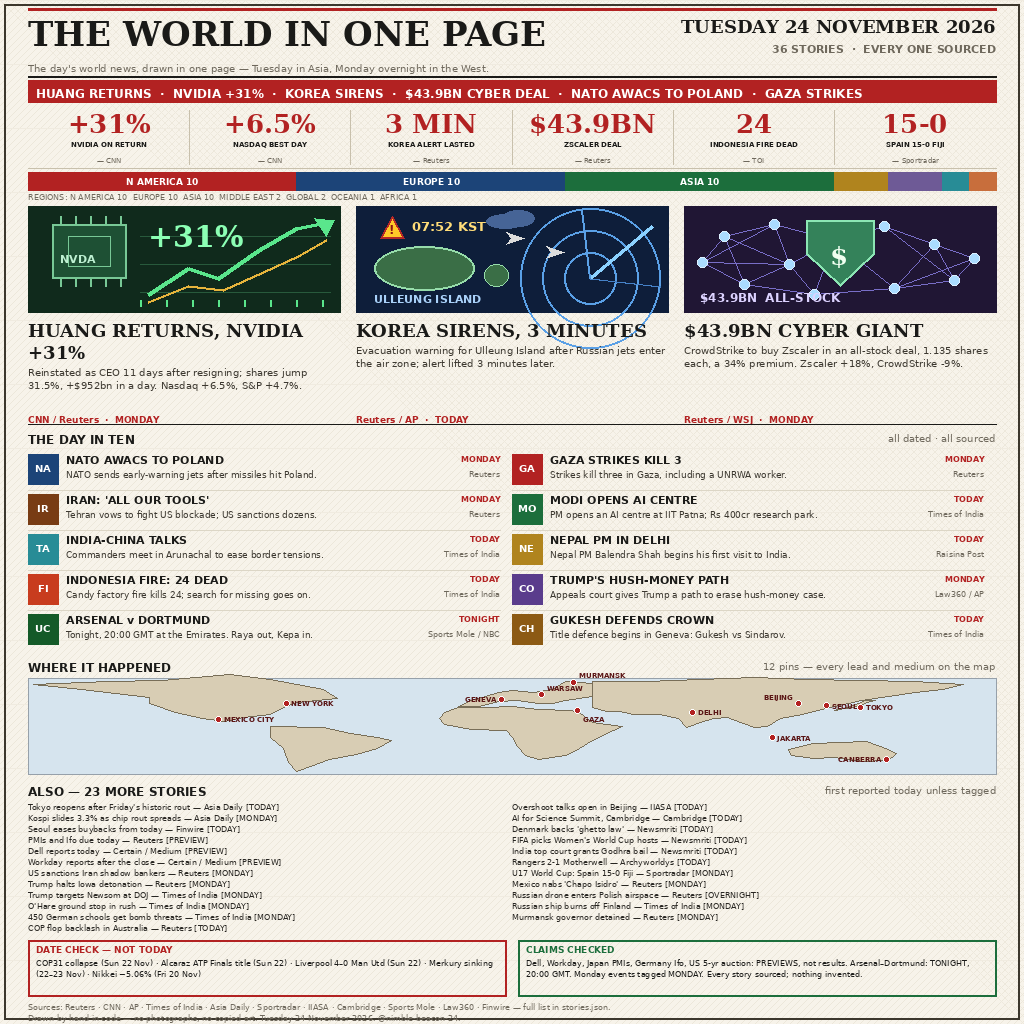 THE WORLD IN ONE PAGE
TUESDAY 24 NOVEMBER 2026
36 STORIES · EVERY ONE SOURCED
The day's world news, drawn in one page — Tuesday in Asia, Monday overnight in the West.
HUANG RETURNS · NVIDIA +31% · KOREA SIRENS · $43.9BN CYBER DEAL · NATO AWACS TO POLAND · GAZA STRIKES
+31%
NVIDIA ON RETURN
— CNN
+6.5%
NASDAQ BEST DAY
— CNN
3 MIN
KOREA ALERT LASTED
— Reuters
$43.9BN
ZSCALER DEAL
— Reuters
24
INDONESIA FIRE DEAD
— TOI
15-0
SPAIN 15-0 FIJI
— Sportradar
N AMERICA 10
EUROPE 10
ASIA 10
REGIONS: N AMERICA 10 EUROPE 10 ASIA 10 MIDDLE EAST 2 GLOBAL 2 OCEANIA 1 AFRICA 1
NVDA
+31%
HUANG RETURNS, NVIDIA
+31%
Reinstated as CEO 11 days after resigning; shares jump
31.5%, +$952bn in a day. Nasdaq +6.5%, S&P +4.7%.
CNN / Reuters · MONDAY
07:52 KST
ULLEUNG ISLAND
KOREA SIRENS, 3 MINUTES
Evacuation warning for Ulleung Island after Russian jets enter
the air zone; alert lifted 3 minutes later.
Reuters / AP · TODAY
$
$43.9BN ALL-STOCK
$43.9BN CYBER GIANT
CrowdStrike to buy Zscaler in an all-stock deal, 1.135 shares
each, a 34% premium. Zscaler +18%, CrowdStrike -9%.
Reuters / WSJ · MONDAY
THE DAY IN TEN
all dated · all sourced
NA
NATO AWACS TO POLAND
MONDAY
NATO sends early-warning jets after missiles hit Poland.
Reuters
GA
GAZA STRIKES KILL 3
MONDAY
Strikes kill three in Gaza, including a UNRWA worker.
Reuters
IR
IRAN: 'ALL OUR TOOLS'
MONDAY
Tehran vows to fight US blockade; US sanctions dozens.
Reuters
MO
MODI OPENS AI CENTRE
TODAY
PM opens an AI centre at IIT Patna; Rs 400cr research park.
Times of India
TA
INDIA-CHINA TALKS
TODAY
Commanders meet in Arunachal to ease border tensions.
Times of India
NE
NEPAL PM IN DELHI
TODAY
Nepal PM Balendra Shah begins his first visit to India.
Raisina Post
FI
INDONESIA FIRE: 24 DEAD
TODAY
Candy factory fire kills 24; search for missing goes on.
Times of India
CO
TRUMP'S HUSH-MONEY PATH
MONDAY
Appeals court gives Trump a path to erase hush-money case.
Law360 / AP
UC
ARSENAL v DORTMUND
TONIGHT
Tonight, 20:00 GMT at the Emirates. Raya out, Kepa in.
Sports Mole / NBC
CH
GUKESH DEFENDS CROWN
TODAY
Title defence begins in Geneva: Gukesh vs Sindarov.
Times of India
WHERE IT HAPPENED
12 pins — every lead and medium on the map
MURMANSK
WARSAW
GENEVA
NEW YORK
MEXICO CITY
GAZA
DELHI
BEIJING
SEOUL
TOKYO
JAKARTA
CANBERRA
ALSO — 23 MORE STORIES
first reported today unless tagged
Tokyo reopens after Friday's historic rout — Asia Daily [TODAY]
Kospi slides 3.3% as chip rout spreads — Asia Daily [MONDAY]
Seoul eases buybacks from today — Finwire [TODAY]
PMIs and Ifo due today — Reuters [PREVIEW]
Dell reports today — Certain / Medium [PREVIEW]
Workday reports after the close — Certain / Medium [PREVIEW]
US sanctions Iran shadow bankers — Reuters [MONDAY]
Trump halts Iowa detonation — Reuters [MONDAY]
Trump targets Newsom at DOJ — Times of India [MONDAY]
O'Hare ground stop in rush — Times of India [MONDAY]
450 German schools get bomb threats — Times of India [MONDAY]
COP flop backlash in Australia — Reuters [TODAY]
Overshoot talks open in Beijing — IIASA [TODAY]
AI for Science Summit, Cambridge — Cambridge [TODAY]
Denmark backs 'ghetto law' — Newsmriti [TODAY]
FIFA picks Women's World Cup hosts — Newsmriti [TODAY]
India top court grants Godhra bail — Newsmriti [TODAY]
Rangers 2-1 Motherwell — Archyworldys [TODAY]
U17 World Cup: Spain 15-0 Fiji — Sportradar [MONDAY]
Mexico nabs 'Chapo Isidro' — Reuters [MONDAY]
Russian drone enters Polish airspace — Reuters [OVERNIGHT]
Russian ship burns off Finland — Times of India [MONDAY]
Murmansk governor detained — Reuters [MONDAY]
DATE CHECK — NOT TODAY
COP31 collapse (Sun 22 Nov) · Alcaraz ATP Finals title (Sun 22) · Liverpool 4–0 Man Utd (Sun 22) · Merkury sinking
(22–23 Nov) · Nikkei −5.06% (Fri 20 Nov)
CLAIMS CHECKED
Dell, Workday, Japan PMIs, Germany Ifo, US 5-yr auction: PREVIEWS, not results. Arsenal–Dortmund: TONIGHT,
20:00 GMT. Monday events tagged MONDAY. Every story sourced; nothing invented.
Sources: Reuters · CNN · AP · Times of India · Asia Daily · Sportradar · IIASA · Cambridge · Sports Mole · Law360 · Finwire — full list in stories.json.
Drawn by hand in code — no photographs, no copied art. Tuesday 24 November 2026. @nimble-beacon-24.